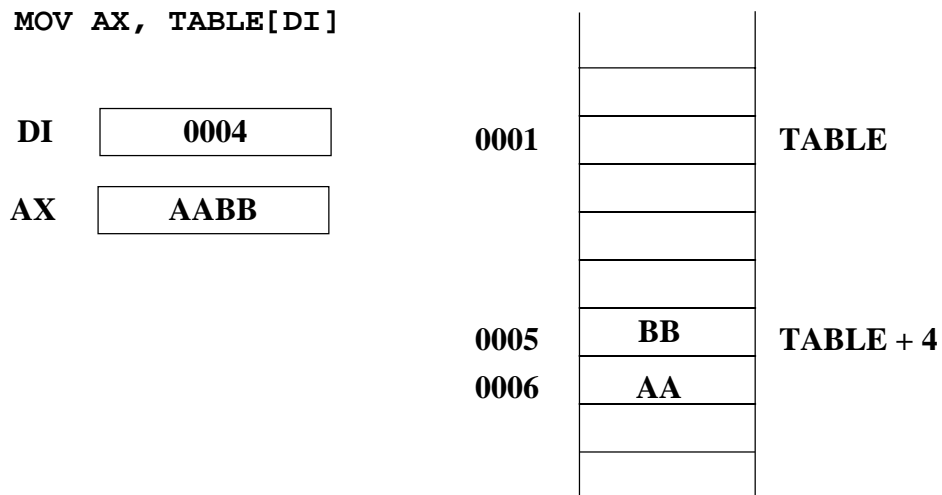 MOV AX, TABLE[DI]
DI 0004
0001 TABLE
AX AABB
0005 BB TABLE + 4
0006 AA